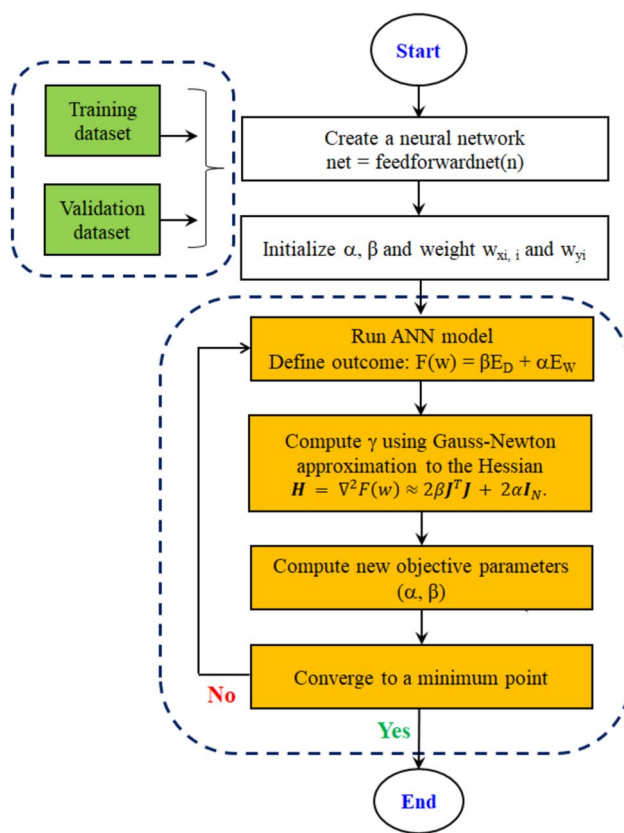 Start
Training
dataset
Validation
dataset
Create a neural network
net = feedforwardnet(n)
Initialize α, β and weight wxi, i and wyi
Run ANN model
Define outcome: F(w) = βED + αEW
Compute γ using Gauss-Newton
approximation to the Hessian
H = ∇²F(w) ≈ 2βJᵀJ + 2αIN.
Compute new objective parameters
(α, β)
Converge to a minimum point
No
Yes
End